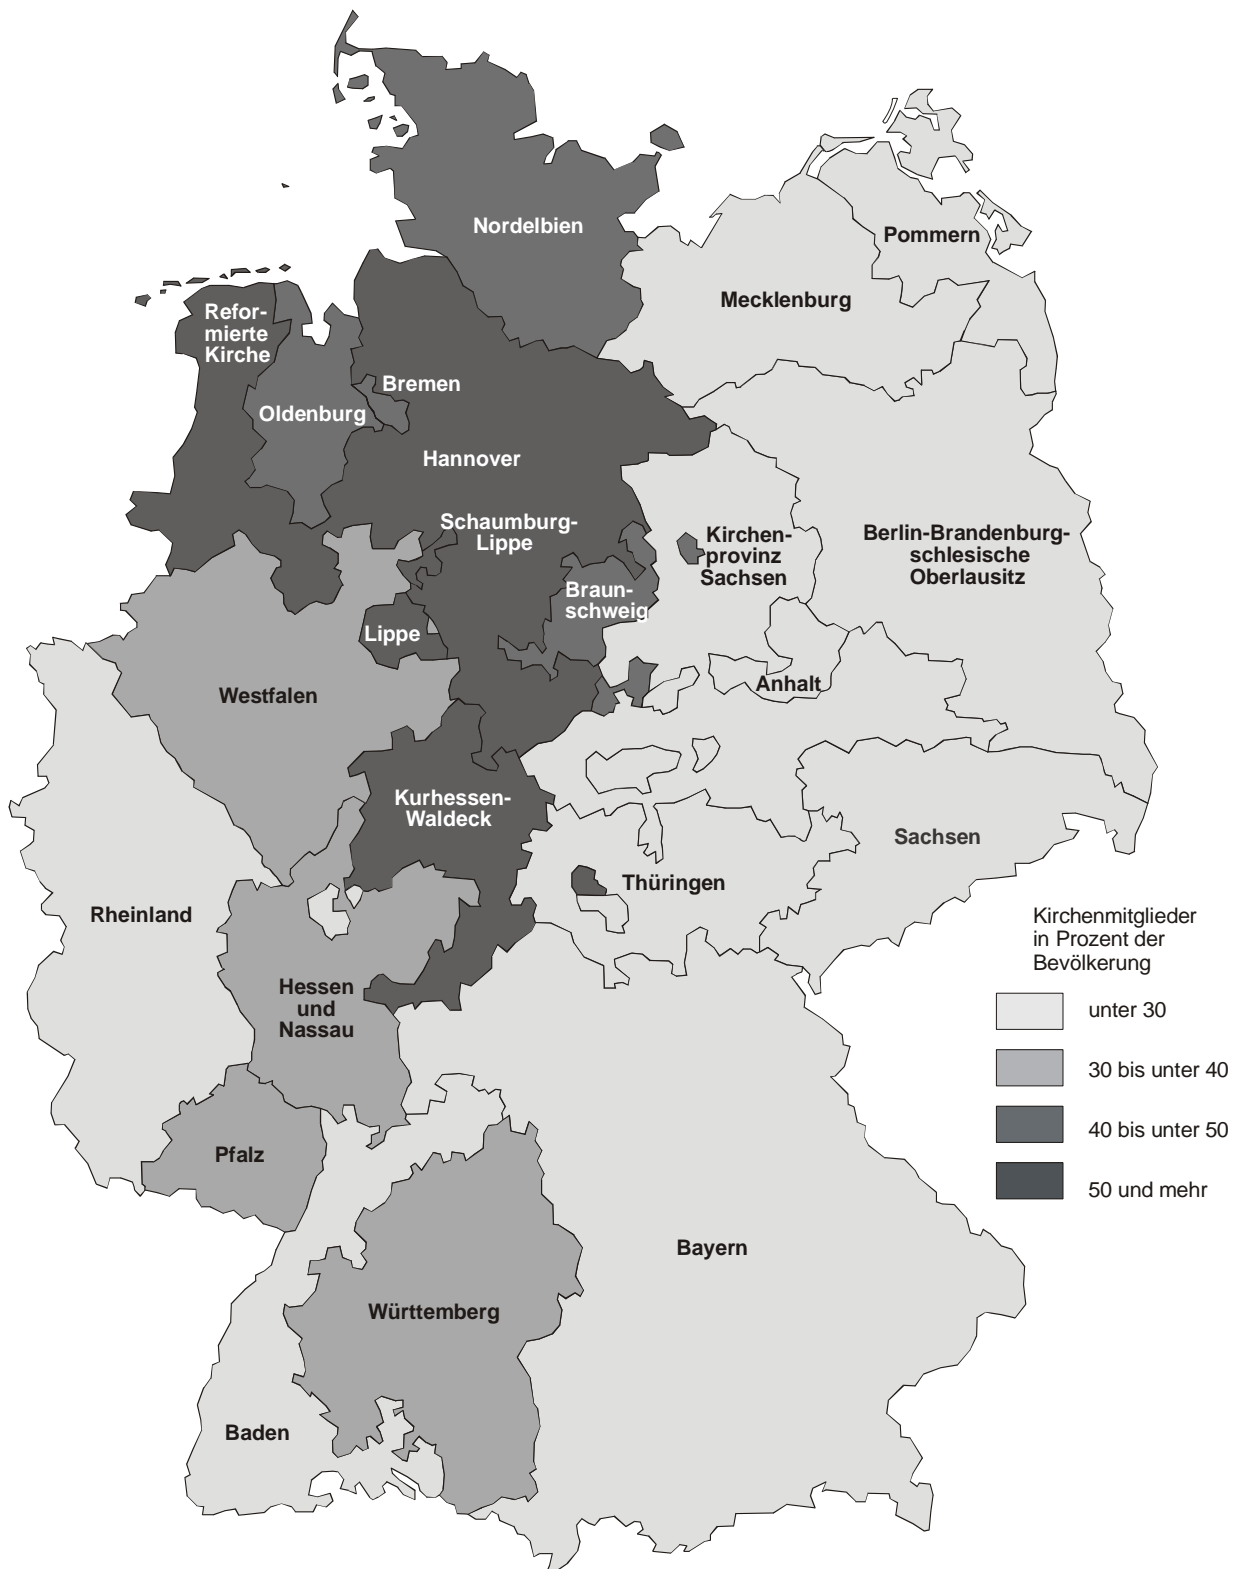 Nordelbien
Pommern
Mecklenburg
Refor-
mierte
Kirche
Bremen
Oldenburg
Hannover
Schaumburg-
Lippe
Kirchen-
provinz
Sachsen
Berlin-Brandenburg-
schlesische
Oberlausitz
Braun-
schweig
Lippe
Westfalen
Anhalt
Kurhessen-
Waldeck
Sachsen
Thüringen
Rheinland
Hessen
und
Nassau
Pfalz
Bayern
Württemberg
Baden
Kirchenmitglieder
in Prozent der
Bevölkerung
unter 30
30 bis unter 40
40 bis unter 50
50 und mehr